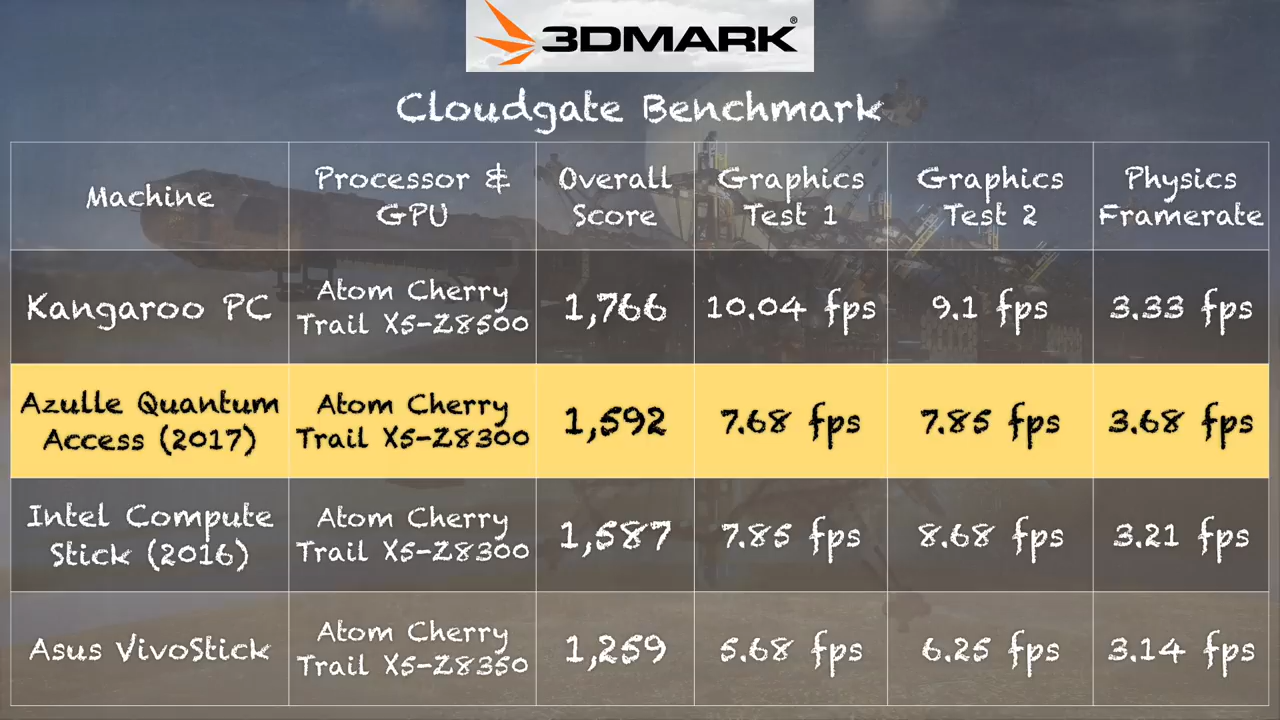 3DMARK®
Cloudgate Benchmark
Machine
Processor &
GPU
Overall
Score
Graphics
Test 1
Graphics
Test 2
Physics
Framerate
Kangaroo PC
Atom Cherry
Trail X5-Z8500
1,766
10.04 fps
9.1 fps
3.33 fps
Azulle Quantum
Access (2017)
Atom Cherry
Trail X5-Z8300
1,592
7.68 fps
7.85 fps
3.68 fps
Intel Compute
Stick (2016)
Atom Cherry
Trail X5-Z8300
1,587
7.85 fps
8.68 fps
3.21 fps
Asus VivoStick
Atom Cherry
Trail X5-Z8350
1,259
5.68 fps
6.25 fps
3.14 fps